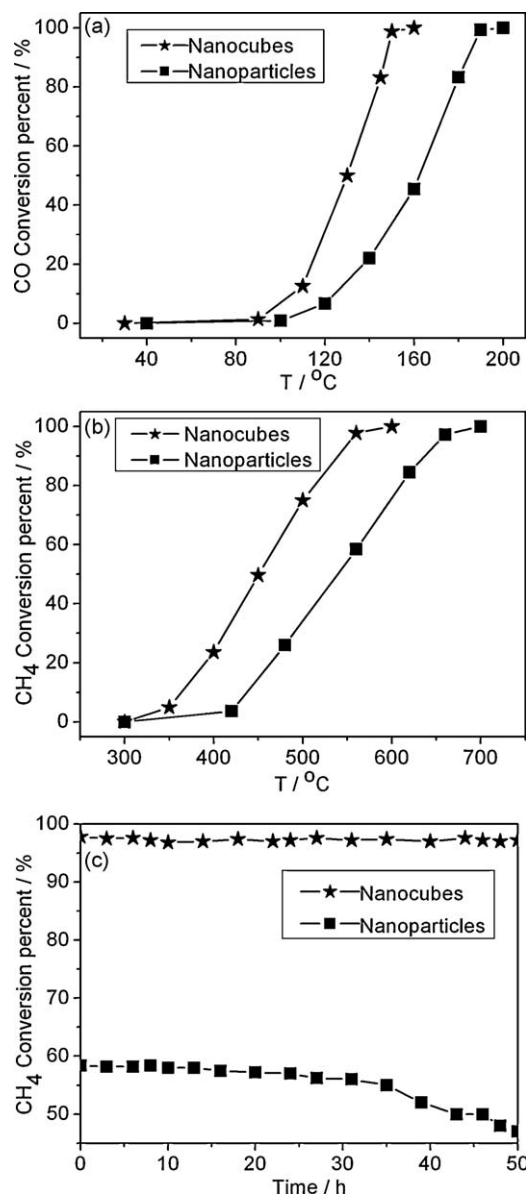 (a)
Nanocubes
Nanoparticles
CO Conversion percent / %
100
80
60
40
20
0
40 80 120 160 200
T / °C
(b)
Nanocubes
Nanoparticles
CH₄ Conversion percent / %
100
80
60
40
20
0
300 400 500 600 700
T / °C
(c)
Nanocubes
Nanoparticles
CH₄ Conversion percent / %
100
90
80
70
60
50
0 10 20 30 40 50
Time / h